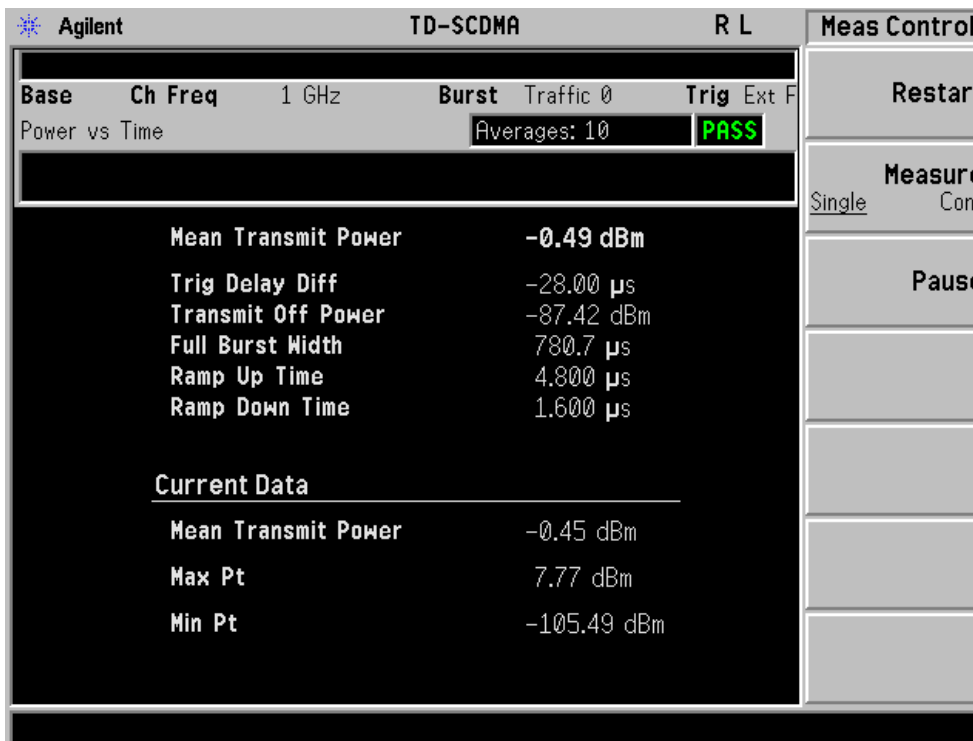 Agilent TD-SCDMA R L Meas Control
Base Ch Freq 1 GHz Burst Traffic 0 Trig Ext F
Restar
Power vs Time Averages: 10 PASS
Measure
Single Con
Mean Transmit Power -0.49 dBm
Trig Delay Diff -28.00 µs
Pause
Transmit Off Power -87.42 dBm
Full Burst Width 780.7 µs
Ramp Up Time 4.800 µs
Ramp Down Time 1.600 µs
Current Data
Mean Transmit Power -0.45 dBm
Max Pt 7.77 dBm
Min Pt -105.49 dBm